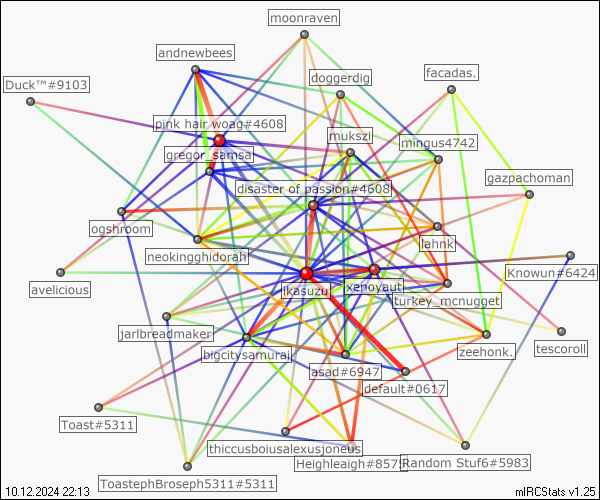 moonraven
andnewbees
doggerdig
facadas.
Duck™#9103
pink hair woag#4608
mukszi
mingus4742
gregor_samsa
gazpachoman
disaster of passion#4608
ogshroom
lahnk
neokingghidorah
Knowun#6424
jkasuzu
xenoyaut
avelicious
turkey_mcnugget
jarlbreadmaker
tescoroll
bigcitysamurai
zeehonk.
asad#6947
default#0617
Toast#5311
thiccusboiusalexusjoneus
Heighleaigh#857
Random Stuf6#5983
ToastephBroseph5311#5311
10.12.2024 22:13
mIRCStats v1.25